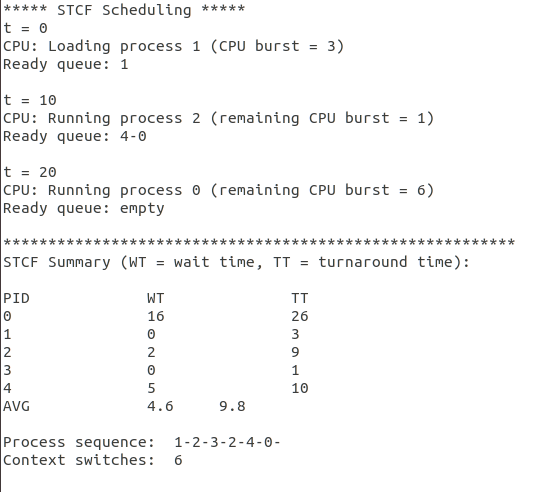 ***** STCF Scheduling *****
t = 0
CPU: Loading process 1 (CPU burst = 3)
Ready queue: 1
t = 10
CPU: Running process 2 (remaining CPU burst = 1)
Ready queue: 4-0
t = 20
CPU: Running process 0 (remaining CPU burst = 6)
Ready queue: empty
*********************************************************
STCF Summary (WT = wait time, TT = turnaround time):
PID WT TT
0 16 26
1 0 3
2 2 9
3 0 1
4 5 10
AVG 4.6 9.8
Process sequence: 1-2-3-2-4-0-
Context switches: 6